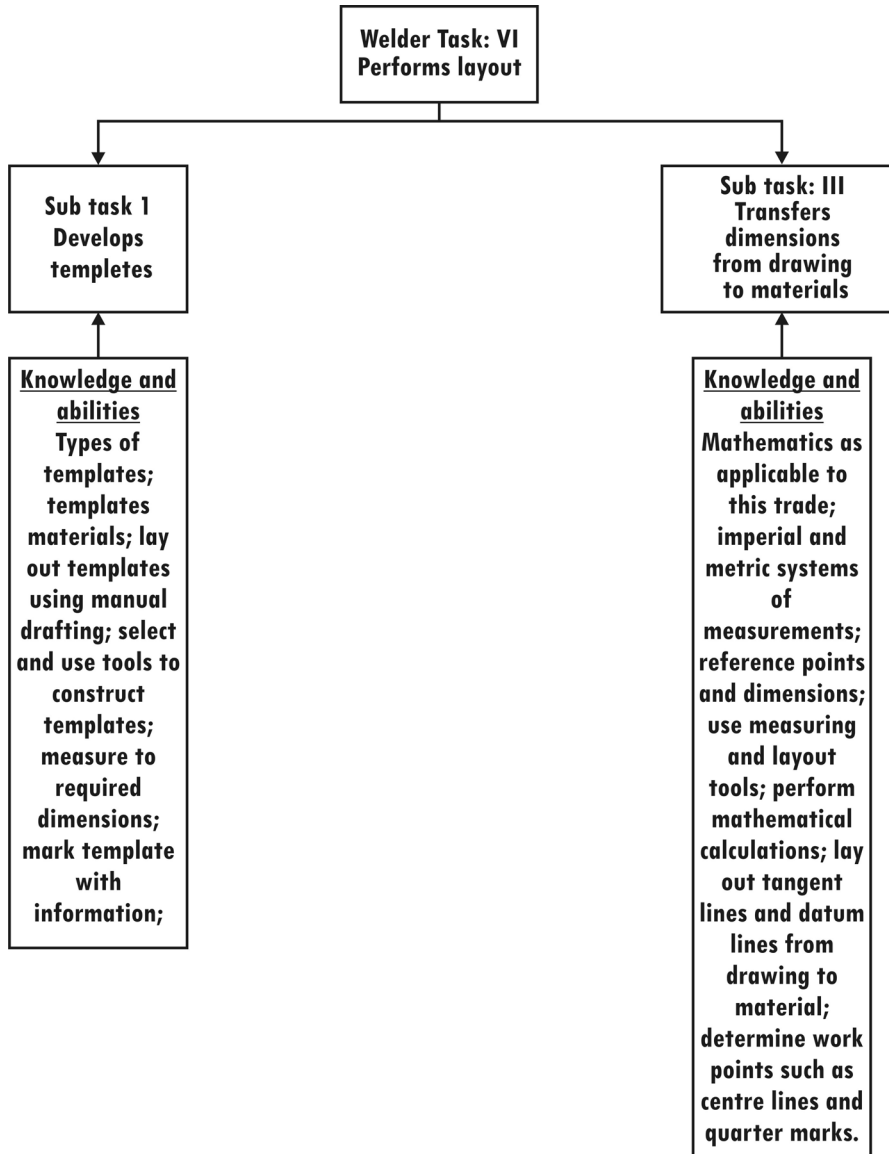 Welder Task: VI
Performs layout
Sub task 1
Develops
templetes
Sub task: III
Transfers
dimensions
from drawing
to materials
Knowledge and
abilities
Types of
templates;
templates
materials; lay
out templates
using manual
drafting; select
and use tools to
construct
templates;
measure to
required
dimensions;
mark template
with
information;
Knowledge and
abilities
Mathematics as
applicable to
this trade;
imperial and
metric systems
of
measurements;
reference points
and dimensions;
use measuring
and layout
tools; perform
mathematical
calculations; lay
out tangent
lines and datum
lines from
drawing to
material;
determine work
points such as
centre lines and
quarter marks.